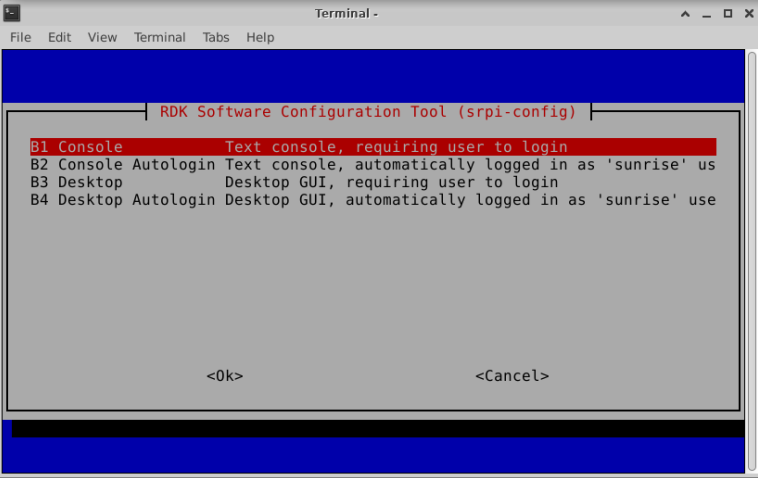 Terminal -
File Edit View Terminal Tabs Help
RDK Software Configuration Tool (srpi-config)
B1 Console Text console, requiring user to login
B2 Console Autologin Text console, automatically logged in as 'sunrise' us
B3 Desktop Desktop GUI, requiring user to login
B4 Desktop Autologin Desktop GUI, automatically logged in as 'sunrise' use
<Ok> <Cancel>